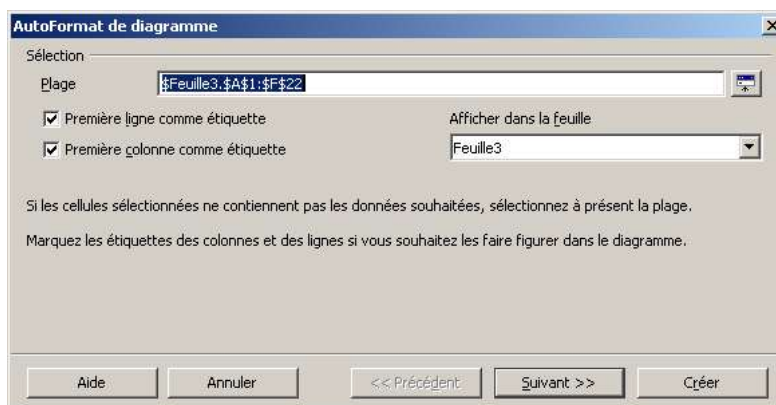 AutoFormat de diagramme
Sélection
Plage $Feuille3.$A$1:$F$22
Première ligne comme étiquette Afficher dans la feuille
Première colonne comme étiquette Feuille3
Si les cellules sélectionnées ne contiennent pas les données souhaitées, sélectionnez à présent la plage.
Marquez les étiquettes des colonnes et des lignes si vous souhaitez les faire figurer dans le diagramme.
Aide Annuler << Précédent Suivant >> Créer